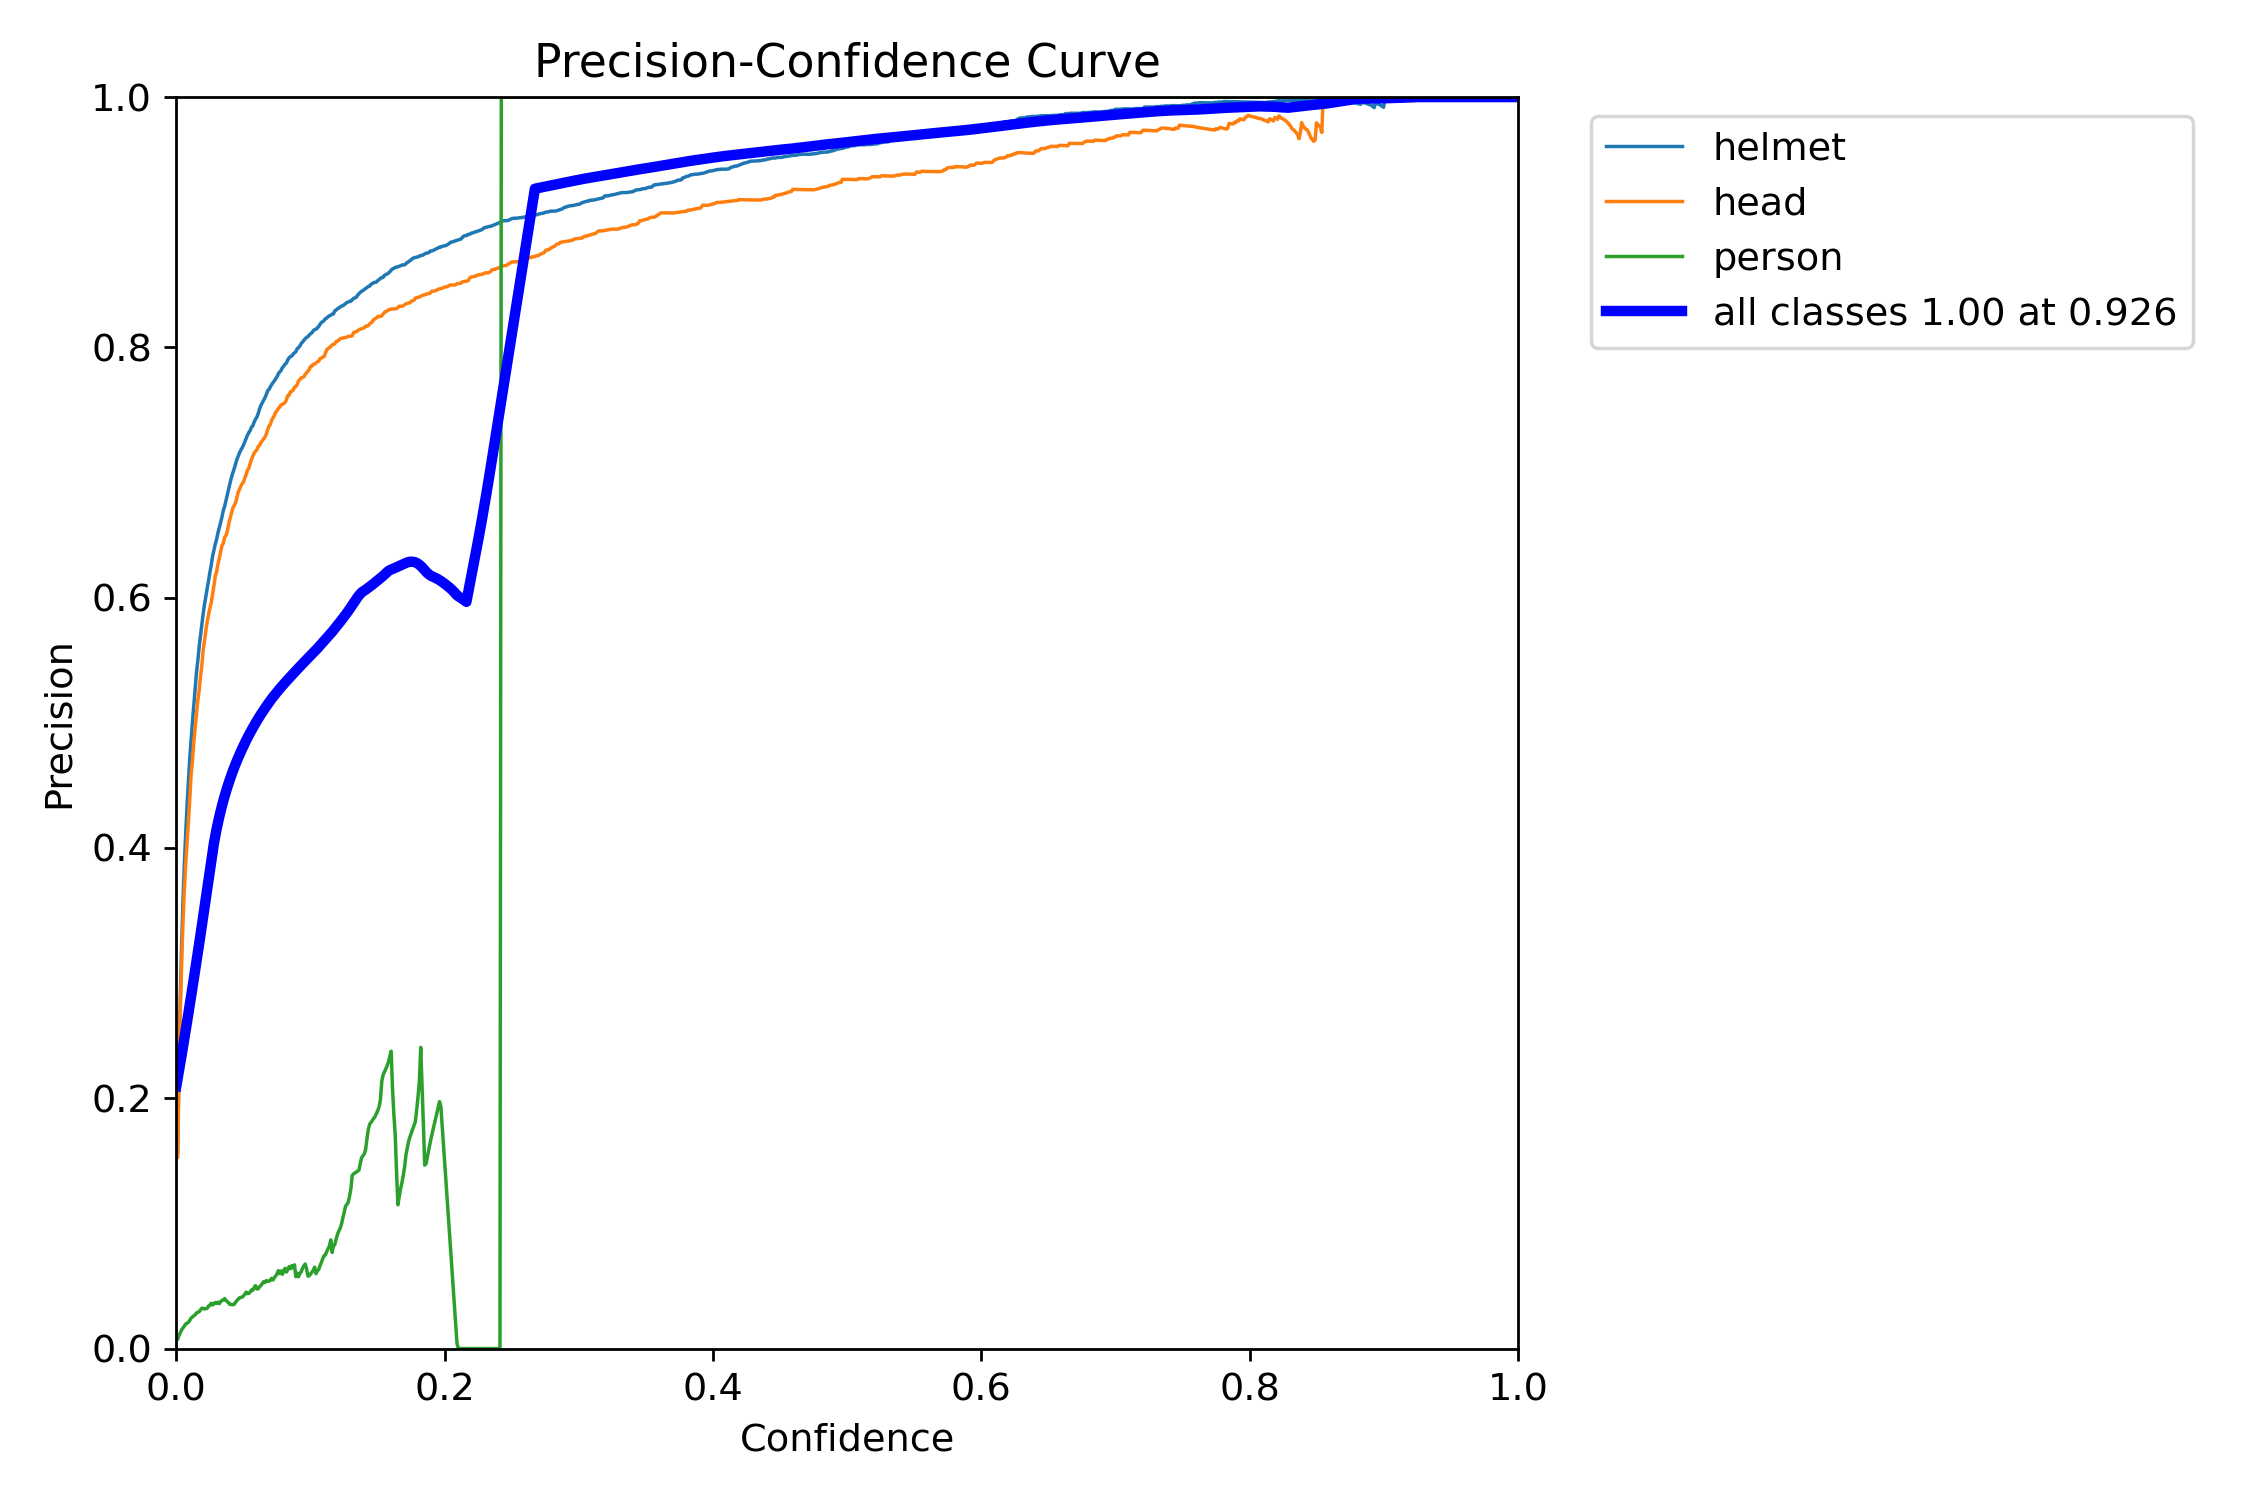 Precision-Confidence Curve
1.0
0.8
0.6
0.4
0.2
0.0
Precision
0.0 0.2 0.4 0.6 0.8 1.0
Confidence
helmet
head
person
all classes 1.00 at 0.926